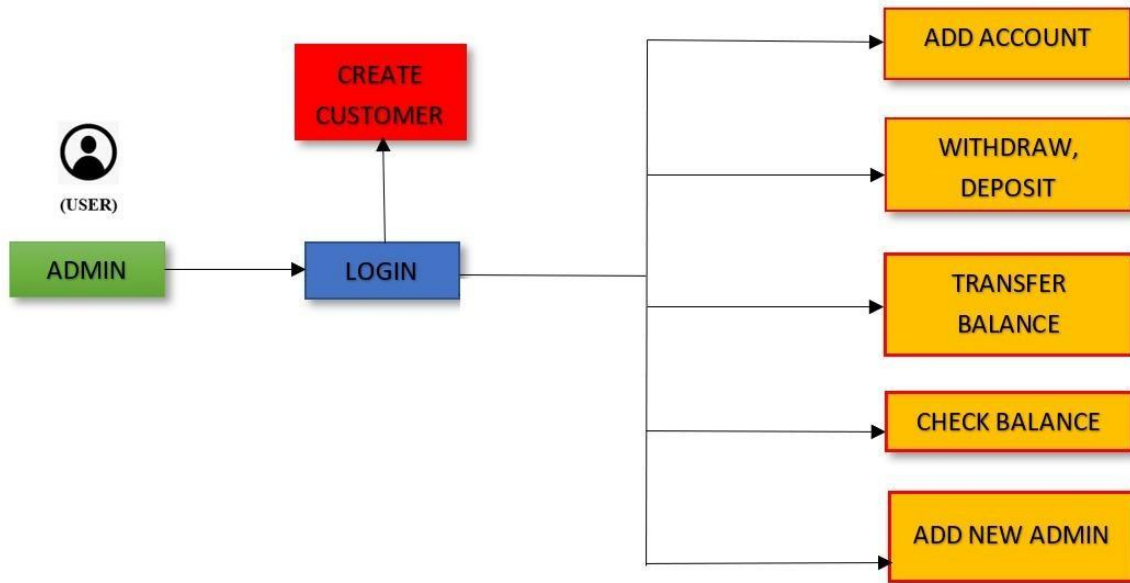 (USER)
ADMIN
LOGIN
CREATE
CUSTOMER
ADD ACCOUNT
WITHDRAW,
DEPOSIT
TRANSFER
BALANCE
CHECK BALANCE
ADD NEW ADMIN